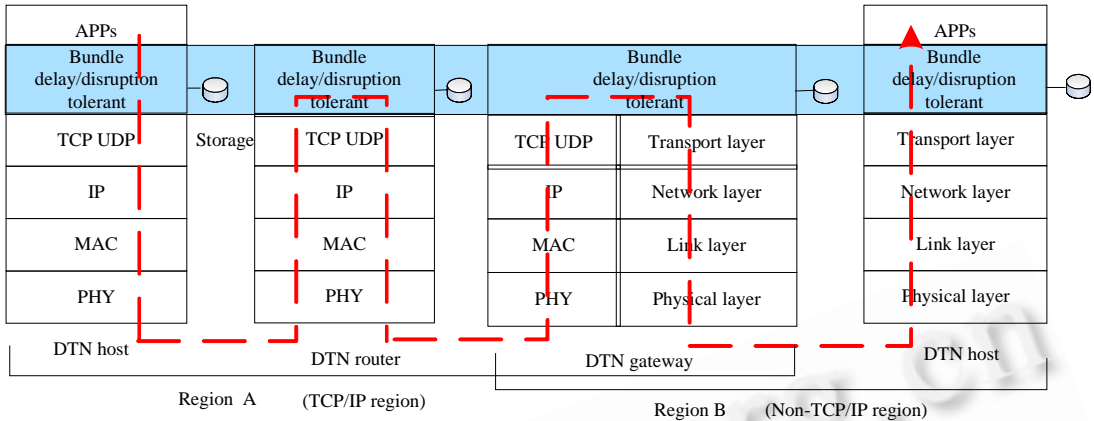 APPs
APPs
Bundle
delay/disruption
tolerant
Bundle
delay/disruption
tolerant
Bundle
delay/disruption
tolerant
Bundle
delay/disruption
tolerant
TCP UDP
Storage
TCP UDP
TCP UDP
Transport layer
Transport layer
IP
IP
IP
Network layer
Network layer
MAC
MAC
MAC
Link layer
Link layer
PHY
PHY
PHY
Physical layer
Physical layer
DTN host
DTN router
DTN gateway
DTN host
Region A (TCP/IP region)
Region B (Non-TCP/IP region)